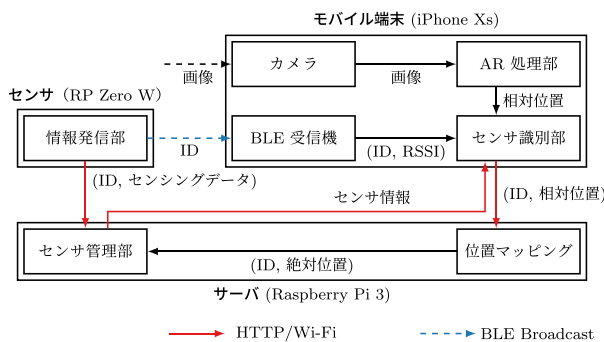 モバイル端末 (iPhone Xs)
カメラ
AR 処理部
画像
画像
相対位置
センサ（RP Zero W）
情報発信部
BLE 受信機
センサ識別部
ID
(ID, RSSI)
(ID, センシングデータ)
センサ情報
(ID, 相対位置)
センサ管理部
位置マッピング
(ID, 絶対位置)
サーバ (Raspberry Pi 3)
HTTP/Wi-Fi
BLE Broadcast